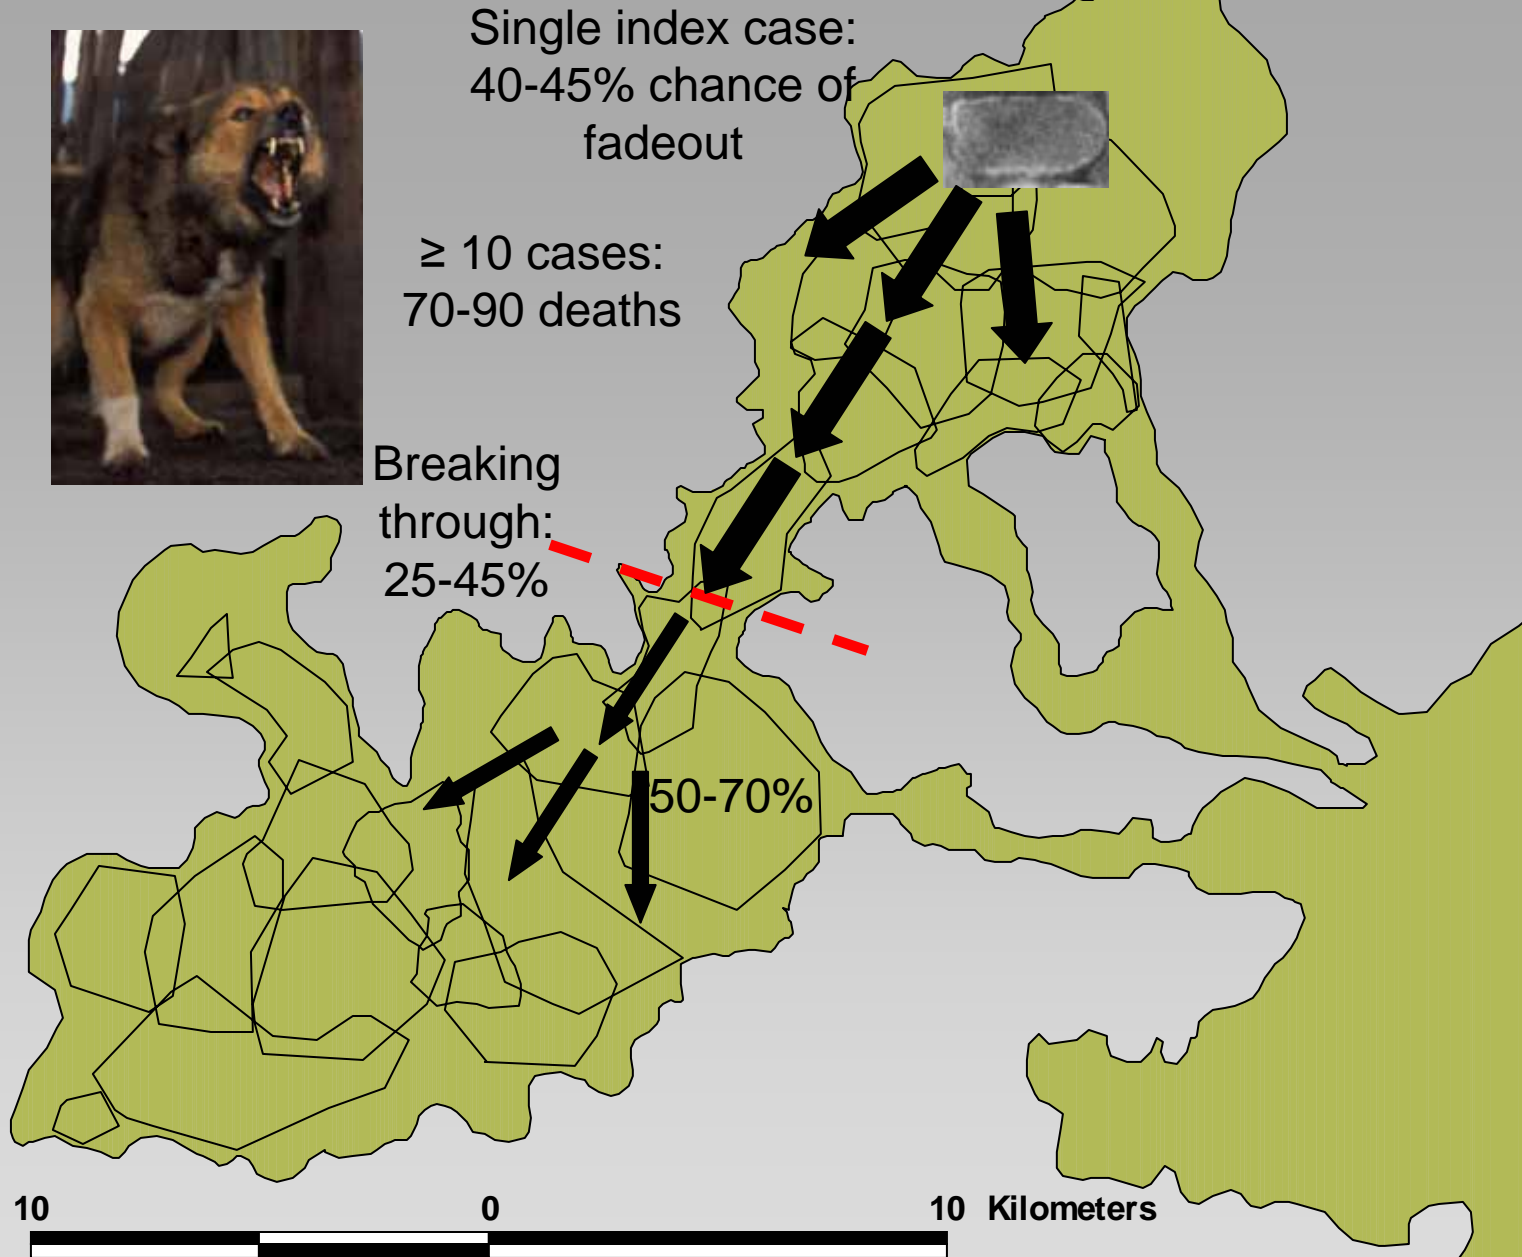 Single index case:
40-45% chance of
fadeout
≥ 10 cases:
70-90 deaths
Breaking
through:
25-45%
50-70%
10 0 10 Kilometers